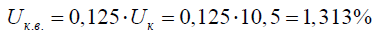 Uк.в. = 0,125·Uк = 0,125·10,5 = 1,313%